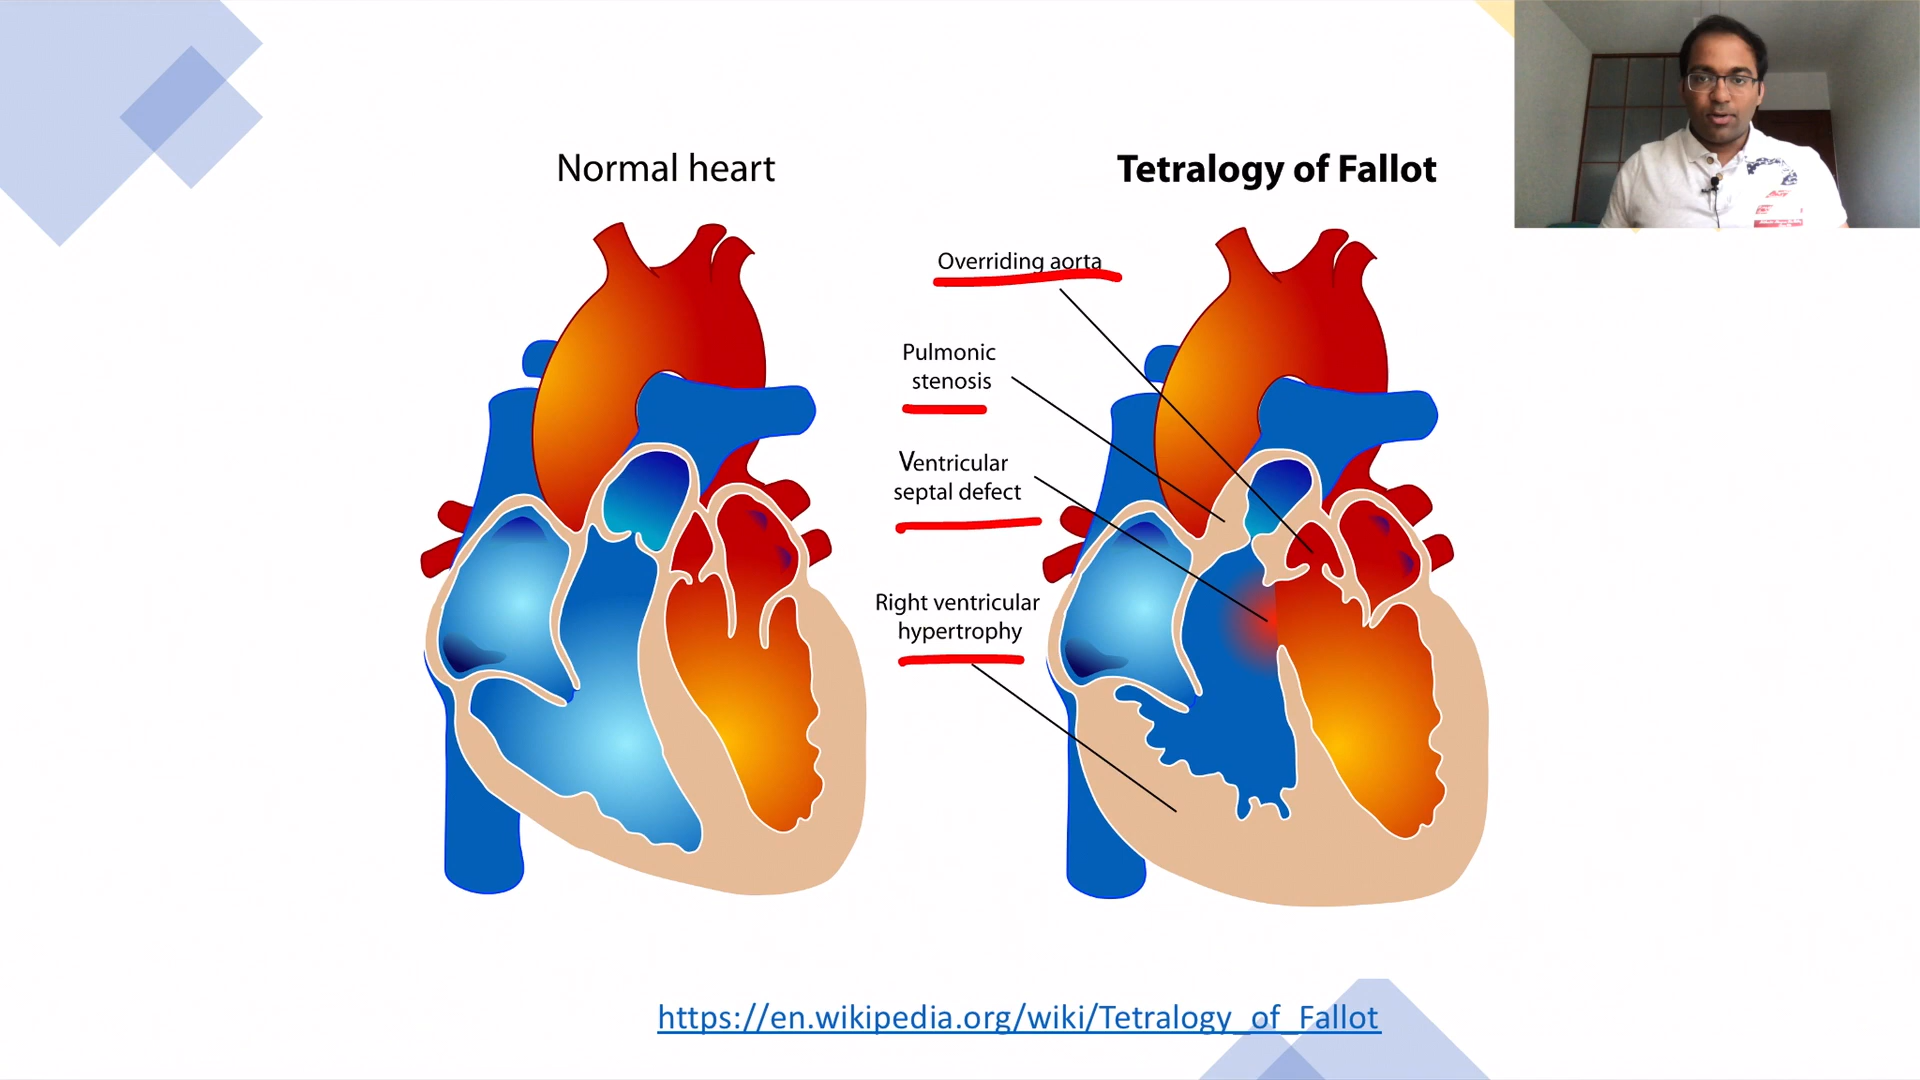 Normal heart
Tetralogy of Fallot
Overriding aorta
Pulmonic
stenosis
Ventricular
septal defect
Right ventricular
hypertrophy
https://en.wikipedia.org/wiki/Tetralogy_of_Fallot